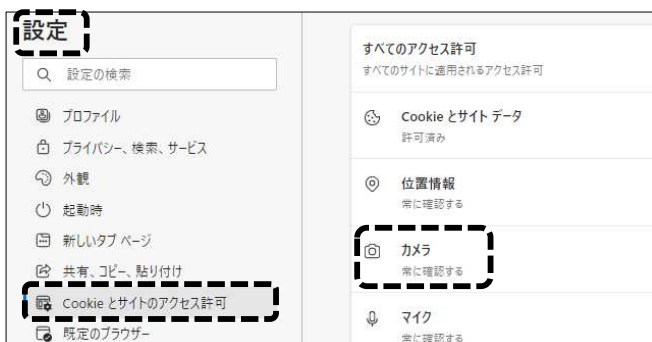 設定
設定の検索
プロファイル
プライバシー、検索、サービス
外観
起動時
新しいタブ ページ
共有、コピー、貼り付け
Cookie とサイトのアクセス許可
既定のブラウザー
すべてのアクセス許可
すべてのサイトに適用されるアクセス許可
Cookie とサイト データ
許可済み
位置情報
常に確認する
カメラ
常に確認する
マイク
常に確認する